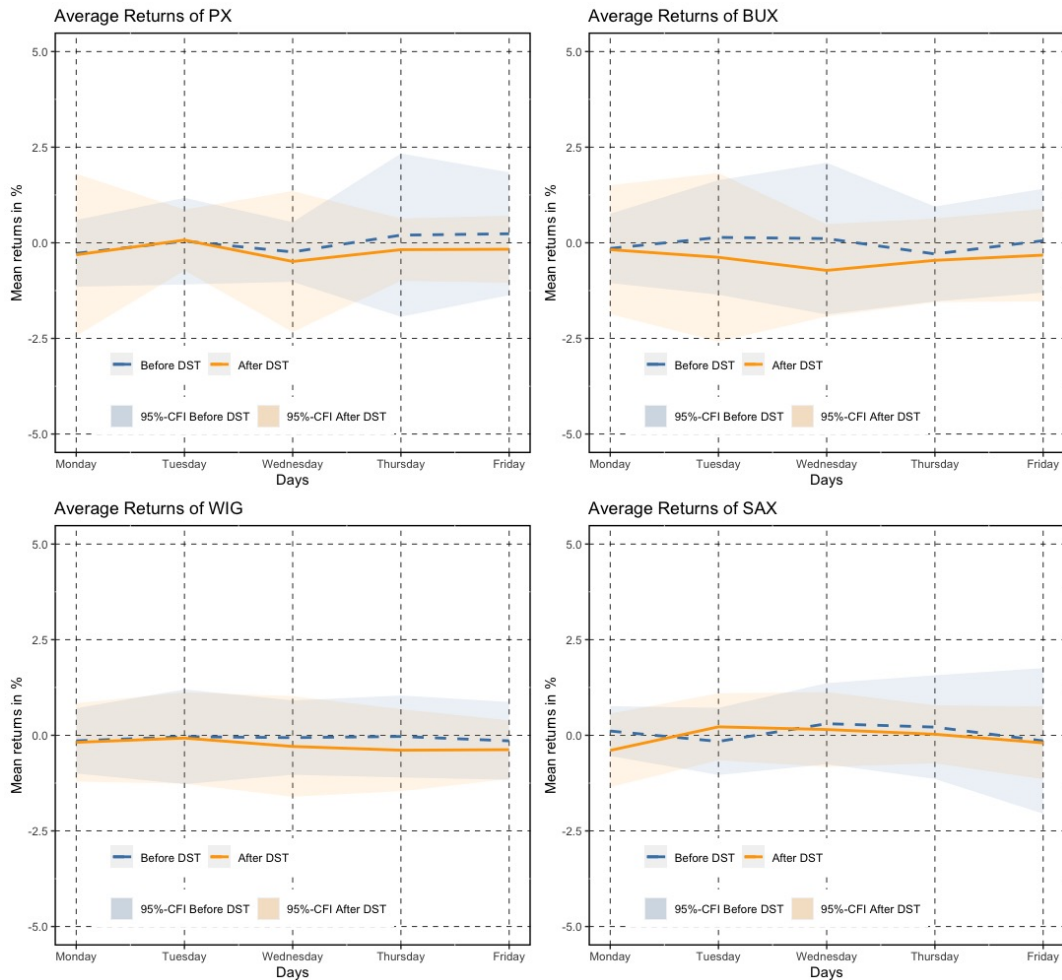 Average Returns of PX
5.0
2.5
0.0
-2.5
-5.0
Mean returns in %
Before DST After DST
95%-CFI Before DST 95%-CFI After DST
Monday Tuesday Wednesday Thursday Friday
Days
Average Returns of BUX
5.0
2.5
0.0
-2.5
-5.0
Mean returns in %
Before DST After DST
95%-CFI Before DST 95%-CFI After DST
Monday Tuesday Wednesday Thursday Friday
Days
Average Returns of WIG
5.0
2.5
0.0
-2.5
-5.0
Mean returns in %
Before DST After DST
95%-CFI Before DST 95%-CFI After DST
Monday Tuesday Wednesday Thursday Friday
Days
Average Returns of SAX
5.0
2.5
0.0
-2.5
-5.0
Mean returns in %
Before DST After DST
95%-CFI Before DST 95%-CFI After DST
Monday Tuesday Wednesday Thursday Friday
Days